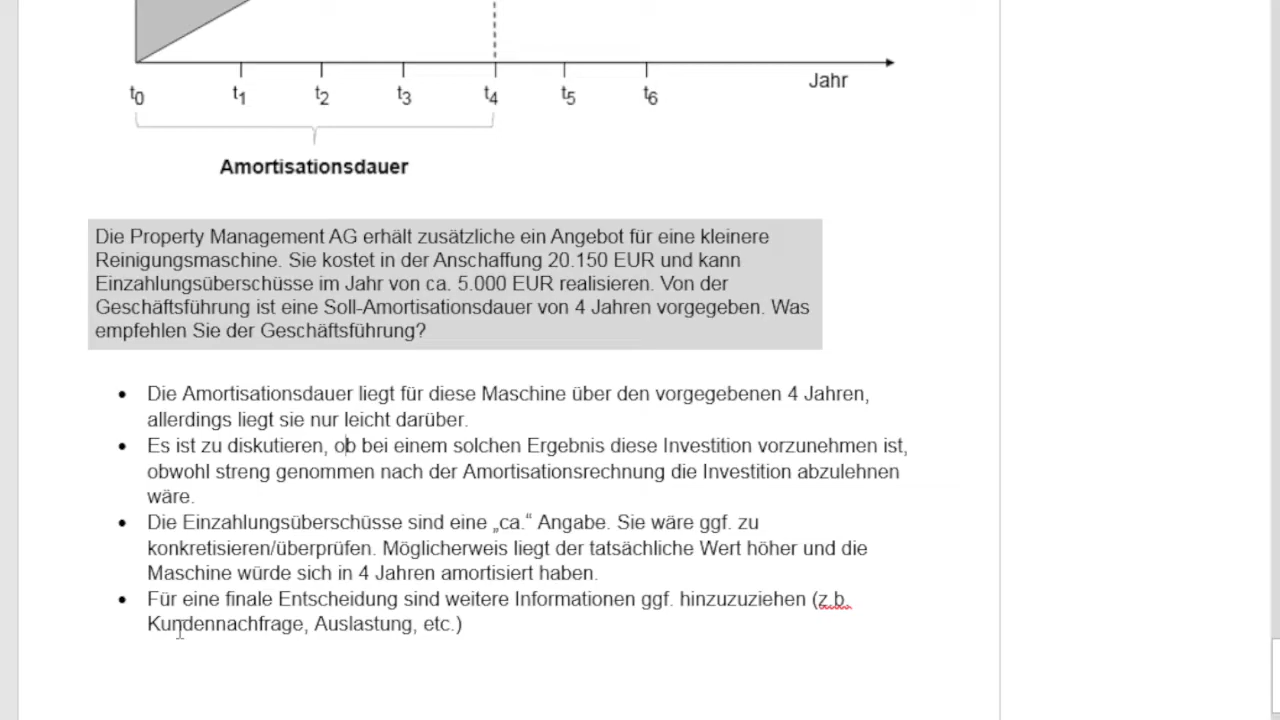 t0 t1 t2 t3 t4 t5 t6 Jahr
Amortisationsdauer
Die Property Management AG erhält zusätzliche ein Angebot für eine kleinere
Reinigungsmaschine. Sie kostet in der Anschaffung 20.150 EUR und kann
Einzahlungsüberschüsse im Jahr von ca. 5.000 EUR realisieren. Von der
Geschäftsführung ist eine Soll-Amortisationsdauer von 4 Jahren vorgegeben. Was
empfehlen Sie der Geschäftsführung?
• Die Amortisationsdauer liegt für diese Maschine über den vorgegebenen 4 Jahren,
allerdings liegt sie nur leicht darüber.
• Es ist zu diskutieren, ob bei einem solchen Ergebnis diese Investition vorzunehmen ist,
obwohl streng genommen nach der Amortisationsrechnung die Investition abzulehnen
wäre.
• Die Einzahlungsüberschüsse sind eine „ca.“ Angabe. Sie wäre ggf. zu
konkretisieren/überprüfen. Möglicherweis liegt der tatsächliche Wert höher und die
Maschine würde sich in 4 Jahren amortisiert haben.
• Für eine finale Entscheidung sind weitere Informationen ggf. hinzuzuziehen (z.b.
Kundennachfrage, Auslastung, etc.)